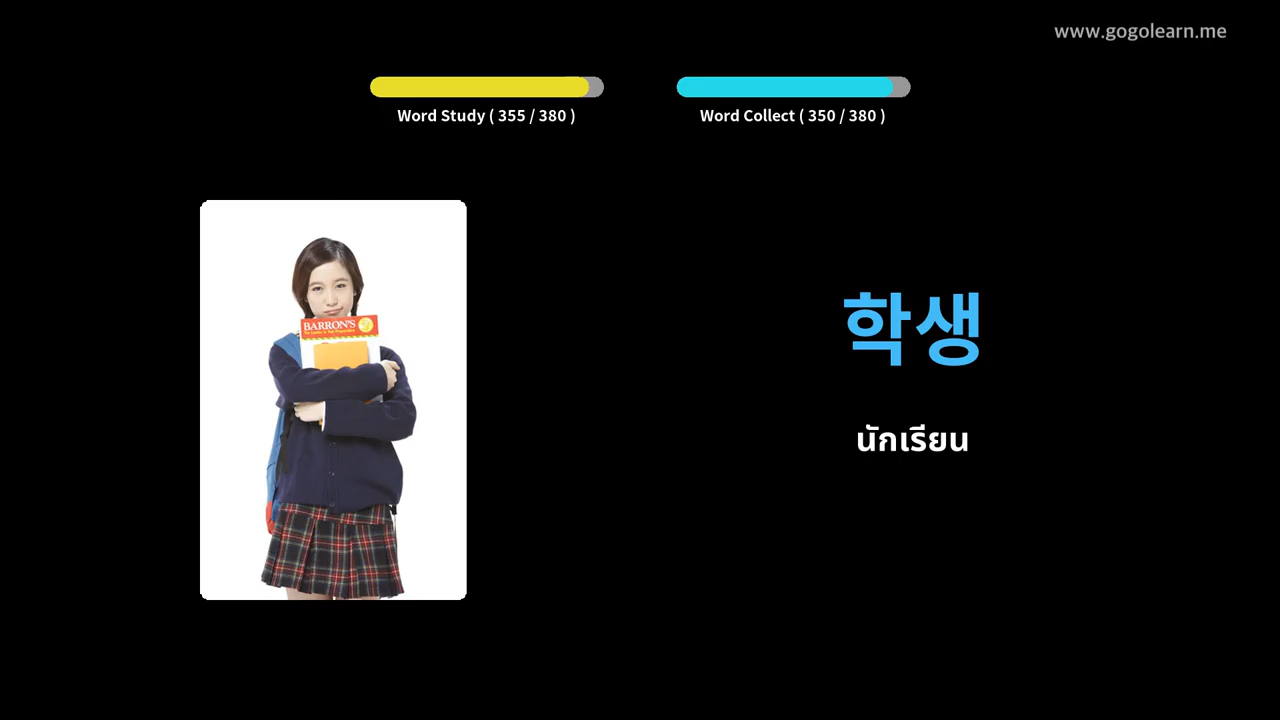 www.gogolearn.me
Word Study ( 355 / 380 )
Word Collect ( 350 / 380 )
BARRON'S
학생
นักเรียน